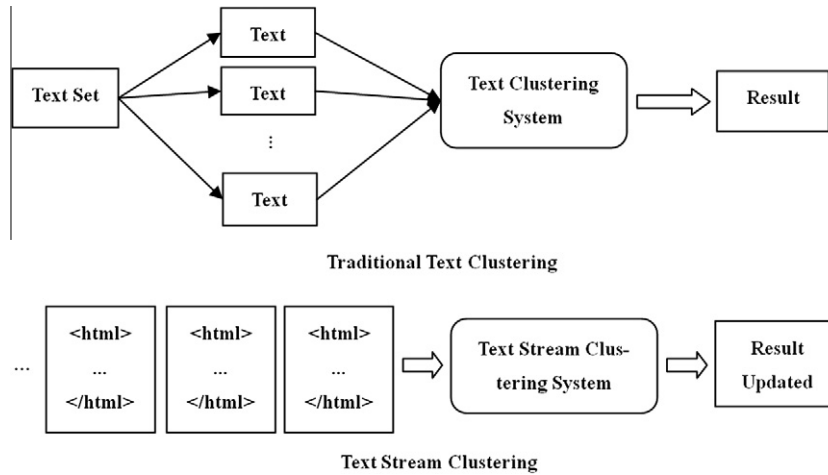 Text Set
Text
Text
...
Text
Text Clustering
System
Result
Traditional Text Clustering
...
<html>
...
</html>
<html>
...
</html>
<html>
...
</html>
Text Stream Clus-
tering System
Result
Updated
Text Stream Clustering